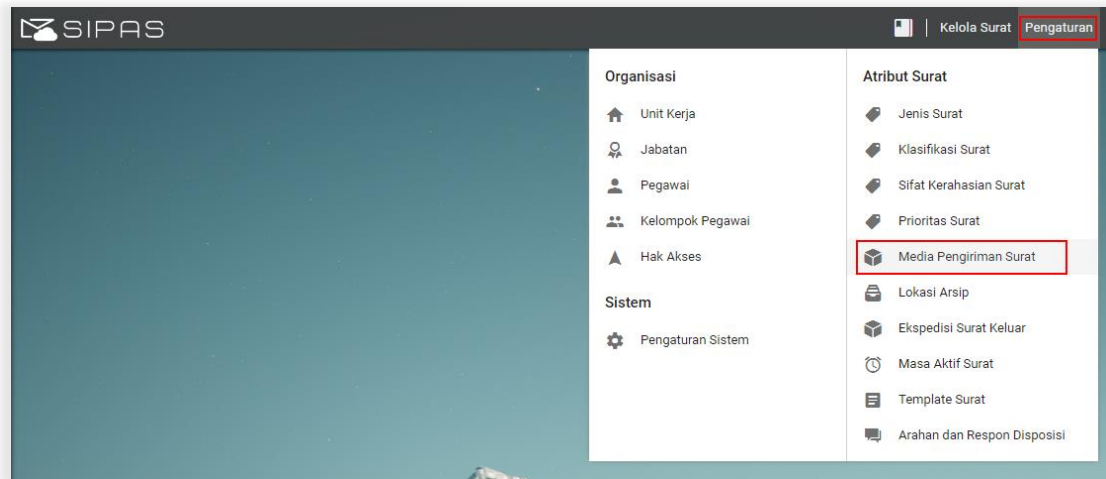 SIPAS
Kelola Surat Pengaturan
Organisasi
Unit Kerja
Jabatan
Pegawai
Kelompok Pegawai
Hak Akses
Sistem
Pengaturan Sistem
Atribut Surat
Jenis Surat
Klasifikasi Surat
Sifat Kerahasian Surat
Prioritas Surat
Media Pengiriman Surat
Lokasi Arsip
Ekspedisi Surat Keluar
Masa Aktif Surat
Template Surat
Arahan dan Respon Disposisi